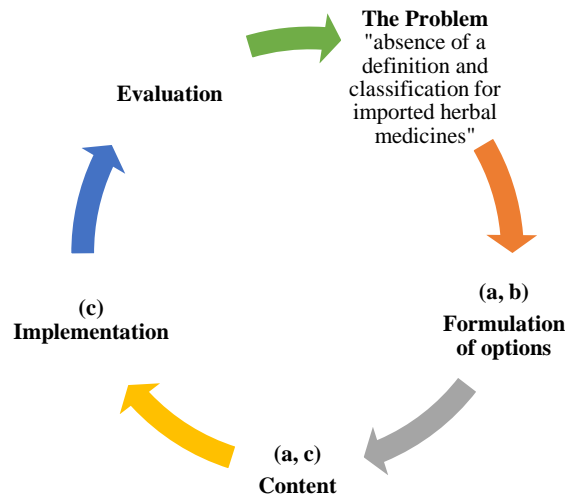 The Problem
"absence of a
definition and
classification for
imported herbal
medicines"
(a, b)
Formulation
of options
(a, c)
Content
(c)
Implementation
Evaluation